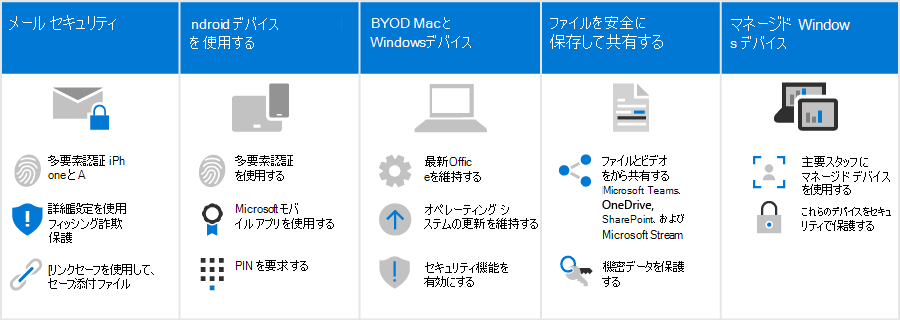 メール セキュリティ
多要素認証 iPh
oneとA
詳細設定を使用
フィッシング詐欺
保護
[リンクセーフを使用して、
セーフ添付ファイル
ndroid デバイス
を 使用する
多要素認証
を使用する
Microsoftモバ
イル アプリを使用する
PIN を要求する
BYOD Macと
Windowsデバイス
最新Offic
eを維持する
オペレーティング シ
ステムの更新を維持する
セキュリティ機能を
有効にする
ファイルを安全に
保存して共有する
ファイルとビデオ
をから共有する
Microsoft Teams.
OneDrive,
SharePoint. および
Microsoft Stream
機密データを保護
する
マネージド Window
s デバイス
主要スタッフに
マネージド デバイス
を使用する
これらのデバイスをセキュ
リティで保護する